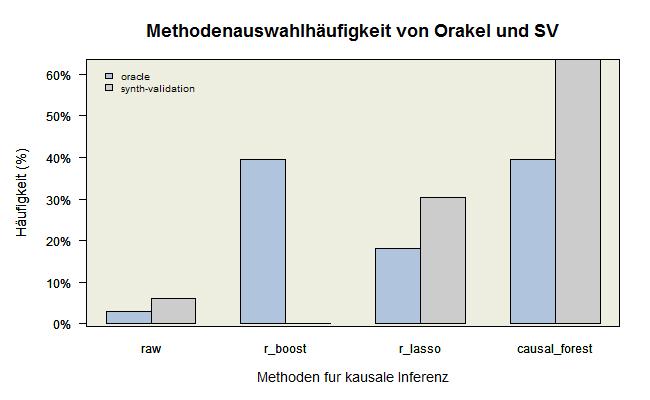 Methodenauswahlhäufigkeit von Orakel und SV
oracle
synth-validation
60%
50%
40%
30%
20%
10%
0%
Häufigkeit (%)
raw
r_boost
r_lasso
causal_forest
Methoden fur kausale Inferenz